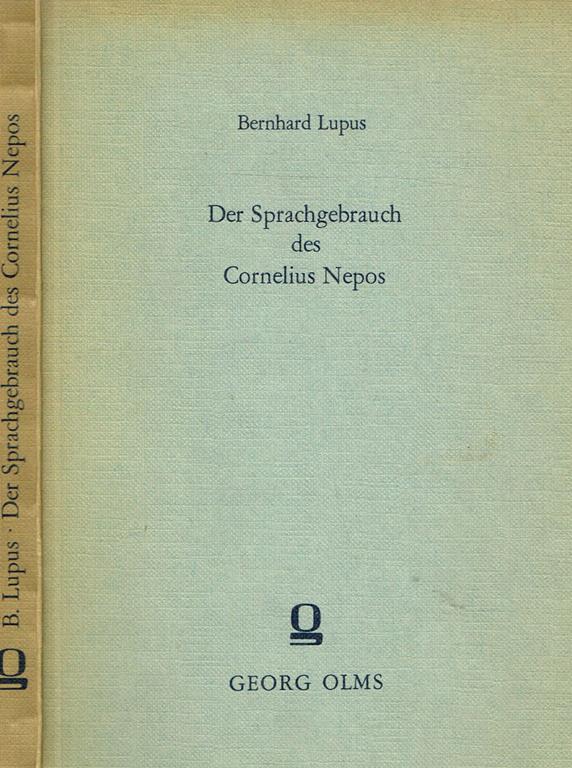 Bernhard Lupus
Der Sprachgebrauch
des
Cornelius Nepos
O
GEORG OLMS
B. Lupus · Der Sprachgebrauch des Cornelius Nepos
O